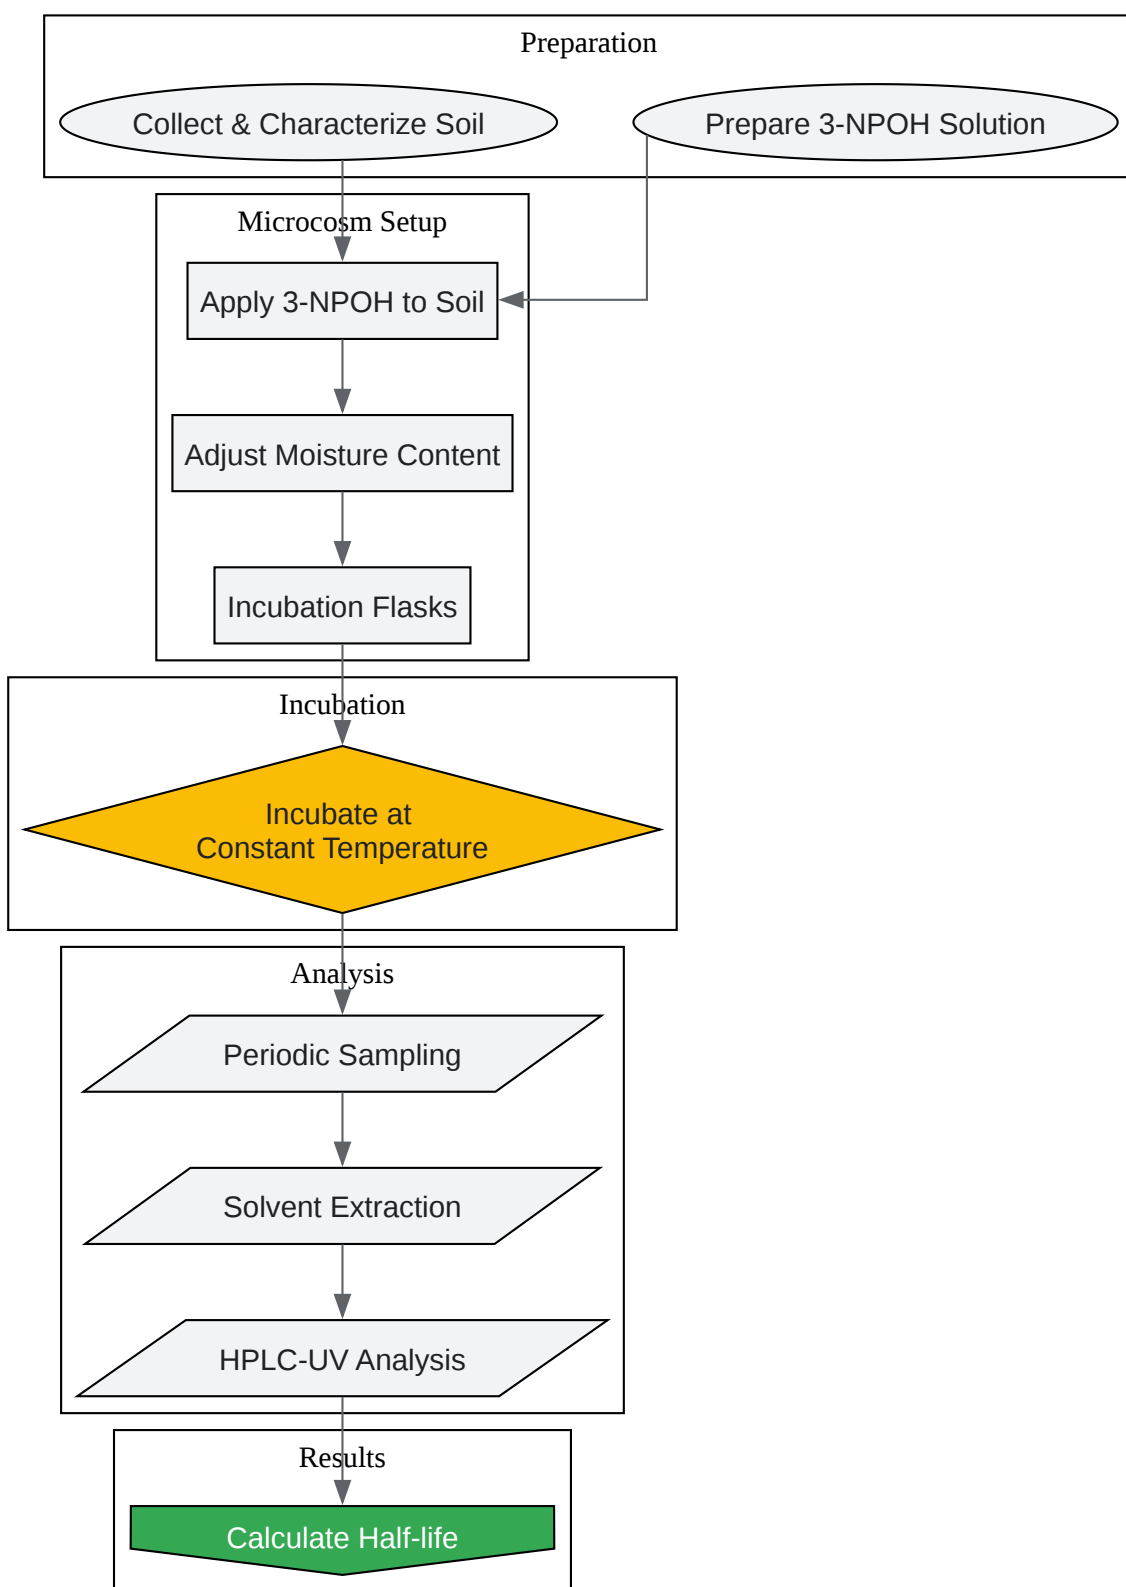 Preparation
Collect & Characterize Soil
Prepare 3-NPOH Solution
Microcosm Setup
Apply 3-NPOH to Soil
Adjust Moisture Content
Incubation Flasks
Incubation
Incubate at
Constant Temperature
Analysis
Periodic Sampling
Solvent Extraction
HPLC-UV Analysis
Results
Calculate Half-life